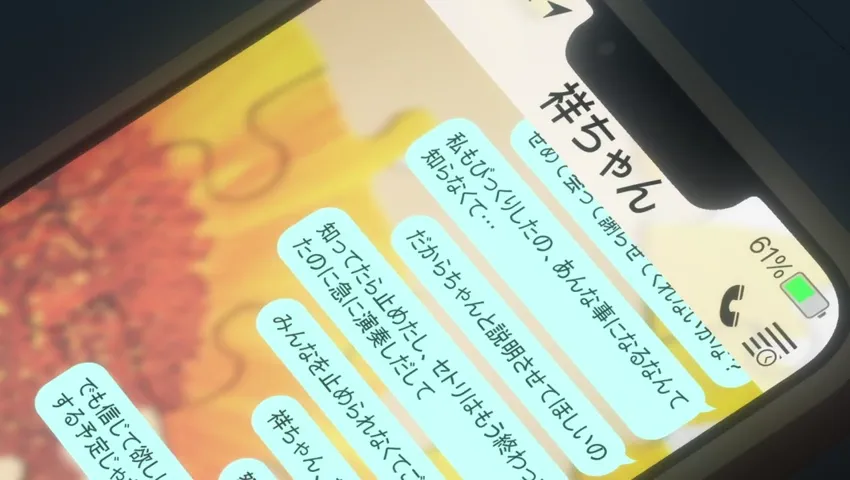 祥ちゃん
61%
せめて会って謝らせてくれないかな？
私もびっくりしたの、あんな事になるなんて
知らなくて…
だからちゃんと説明させてほしいの
知ってたら止めたし、セトリはもう終わっ
たのに急に演奏しだして
みんなを止められなくてご
祥ちゃん、
でも信じて欲し
する予定じゃ